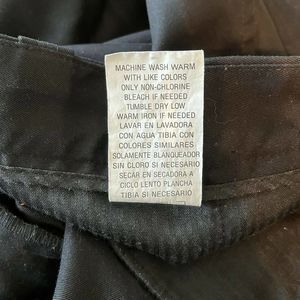 MACHINE WASH WARM
WITH LIKE COLORS
ONLY NON-CHLORINE
BLEACH IF NEEDED
TUMBLE DRY LOW
WARM IRON IF NEEDED
LAVAR EN LAVADORA
CON AGUA TIBIA CON
COLORES SIMILARES
SOLAMENTE BLANQUEADOR
SIN CLORO SI NECESARIO
SECAR EN SECADORA A
CICLO LENTO PLANCHA
TIBIA SI NECESARIO